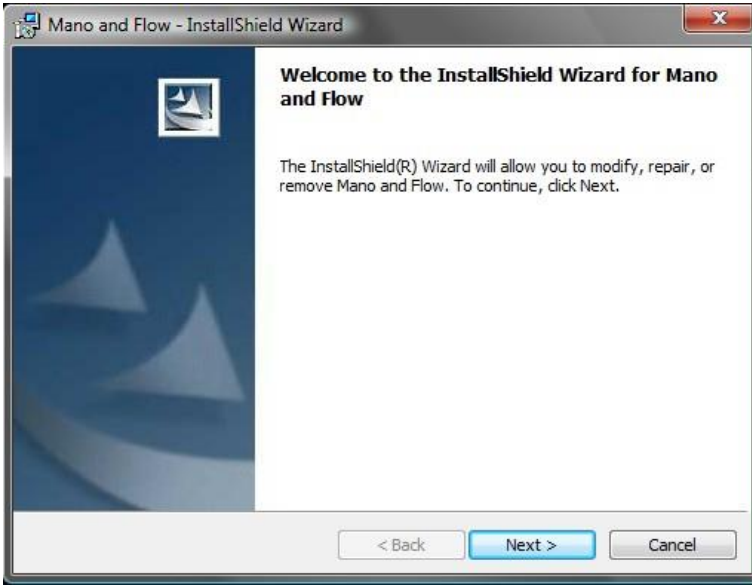 Mano and Flow - InstallShield Wizard
Welcome to the InstallShield Wizard for Mano
and Flow
The InstallShield(R) Wizard will allow you to modify, repair, or
remove Mano and Flow. To continue, click Next.
< Back Next > Cancel